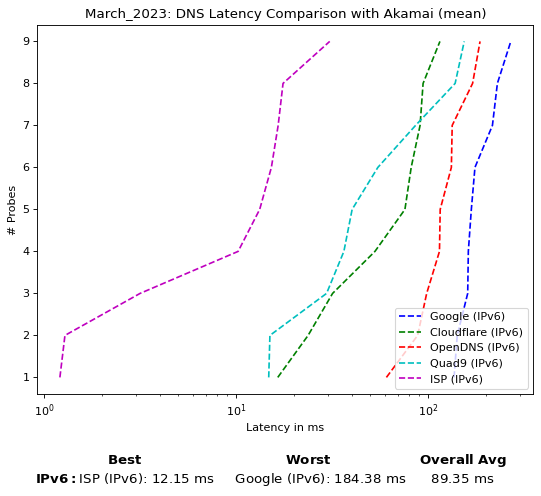 March_2023: DNS Latency Comparison with Akamai (mean)
9
8
7
6
5
4
3
2
1
# Probes
Google (IPv6)
Cloudflare (IPv6)
OpenDNS (IPv6)
Quad9 (IPv6)
ISP (IPv6)
10⁰ 10¹ 10²
Latency in ms
Best Worst Overall Avg
IPv6: ISP (IPv6): 12.15 ms Google (IPv6): 184.38 ms 89.35 ms